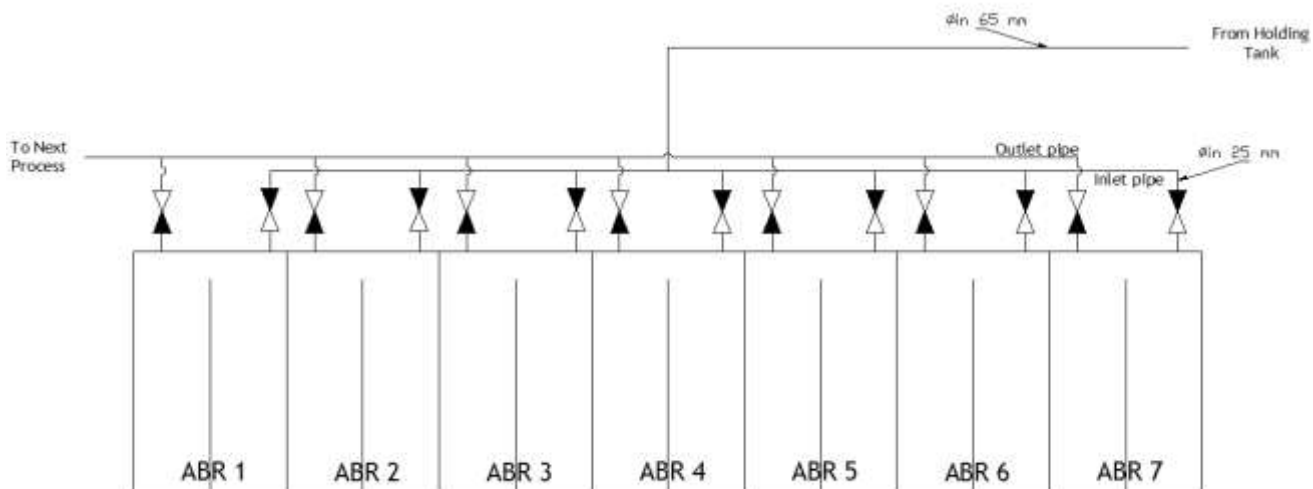 Øin 65 mm
From Holding
Tank
To Next
Process
Outlet pipe
Øin 25 mm
Inlet pipe
ABR 1
ABR 2
ABR 3
ABR 4
ABR 5
ABR 6
ABR 7